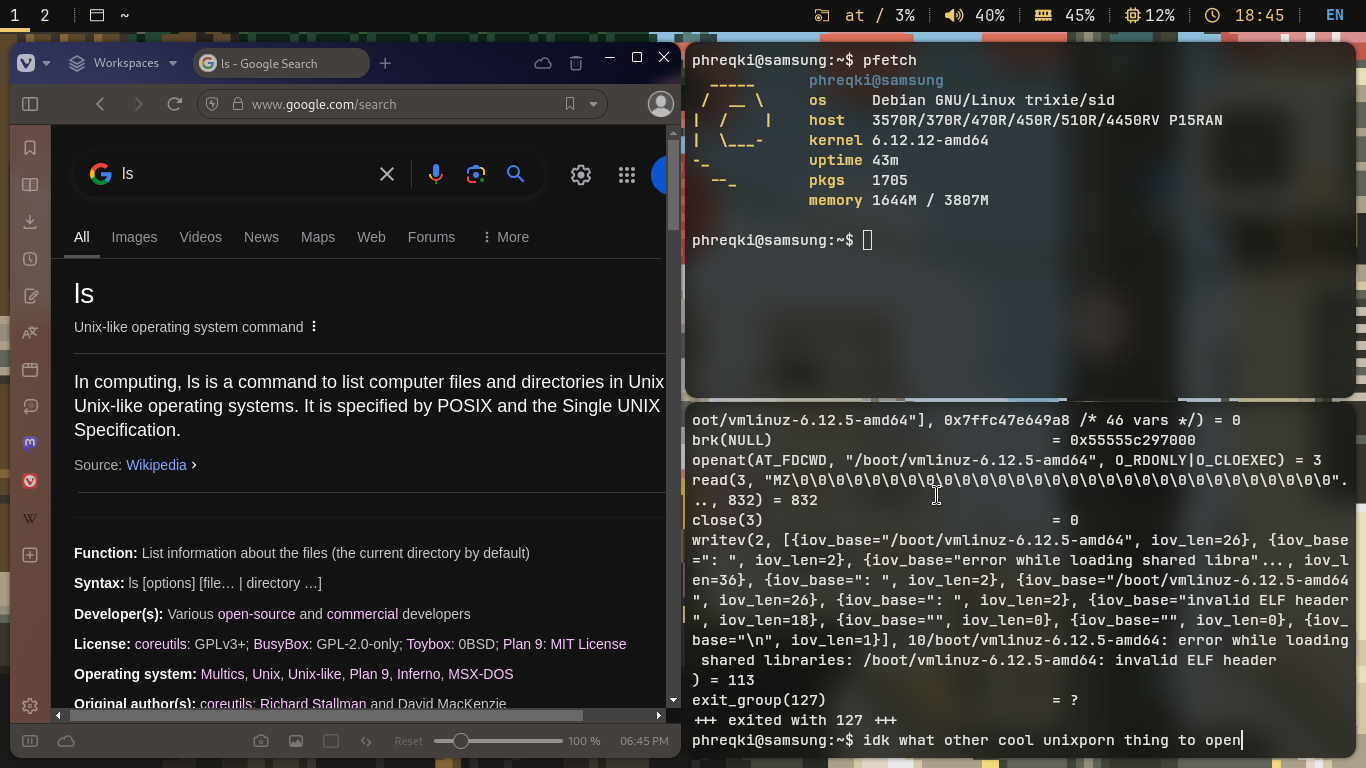 1 2 ~ at / 3% 40% 45% 12% 18:45 EN
Workspaces ls - Google Search
www.google.com/search
ls
All Images Videos News Maps Web Forums More
ls
Unix-like operating system command
In computing, ls is a command to list computer files and directories in Unix
Unix-like operating systems. It is specified by POSIX and the Single UNIX
Specification.
Source: Wikipedia
Function: List information about the files (the current directory by default)
Syntax: ls [options] [file… | directory …]
Developer(s): Various open-source and commercial developers
License: coreutils: GPLv3+; BusyBox: GPL-2.0-only; Toybox: 0BSD; Plan 9: MIT License
Operating system: Multics, Unix, Unix-like, Plan 9, Inferno, MSX-DOS
Original author(s): coreutils: Richard Stallman and David MacKenzie
Reset 100 % 06:45 PM
phreqki@samsung:~$ pfetch
  _____      phreqki@samsung
 /  __ \     os     Debian GNU/Linux trixie/sid
|  /    |    host   3570R/370R/470R/450R/510R/4450RV P15RAN
|  \___-     kernel 6.12.12-amd64
-_           uptime 43m
  --_        pkgs   1705
             memory 1644M / 3807M
phreqki@samsung:~$
oot/vmlinuz-6.12.5-amd64"], 0x7ffc47e649a8 /* 46 vars */) = 0
brk(NULL)                               = 0x55555c297000
openat(AT_FDCWD, "/boot/vmlinuz-6.12.5-amd64", O_RDONLY|O_CLOEXEC) = 3
read(3, "MZ\0\0\0\0\0\0\0\0\0\0\0\0\0\0\0\0\0\0\0\0\0\0\0\0\0\0\0\0\0\0".
.., 832) = 832
close(3)                                = 0
writev(2, [{iov_base="/boot/vmlinuz-6.12.5-amd64", iov_len=26}, {iov_base
=": ", iov_len=2}, {iov_base="error while loading shared libra"..., iov_l
en=36}, {iov_base=": ", iov_len=2}, {iov_base="/boot/vmlinuz-6.12.5-amd64
", iov_len=26}, {iov_base=": ", iov_len=2}, {iov_base="invalid ELF header
", iov_len=18}, {iov_base="", iov_len=0}, {iov_base="", iov_len=0}, {iov_
base="\n", iov_len=1}], 10/boot/vmlinuz-6.12.5-amd64: error while loading
 shared libraries: /boot/vmlinuz-6.12.5-amd64: invalid ELF header
) = 113
exit_group(127)                         = ?
+++ exited with 127 +++
phreqki@samsung:~$ idk what other cool unixporn thing to open